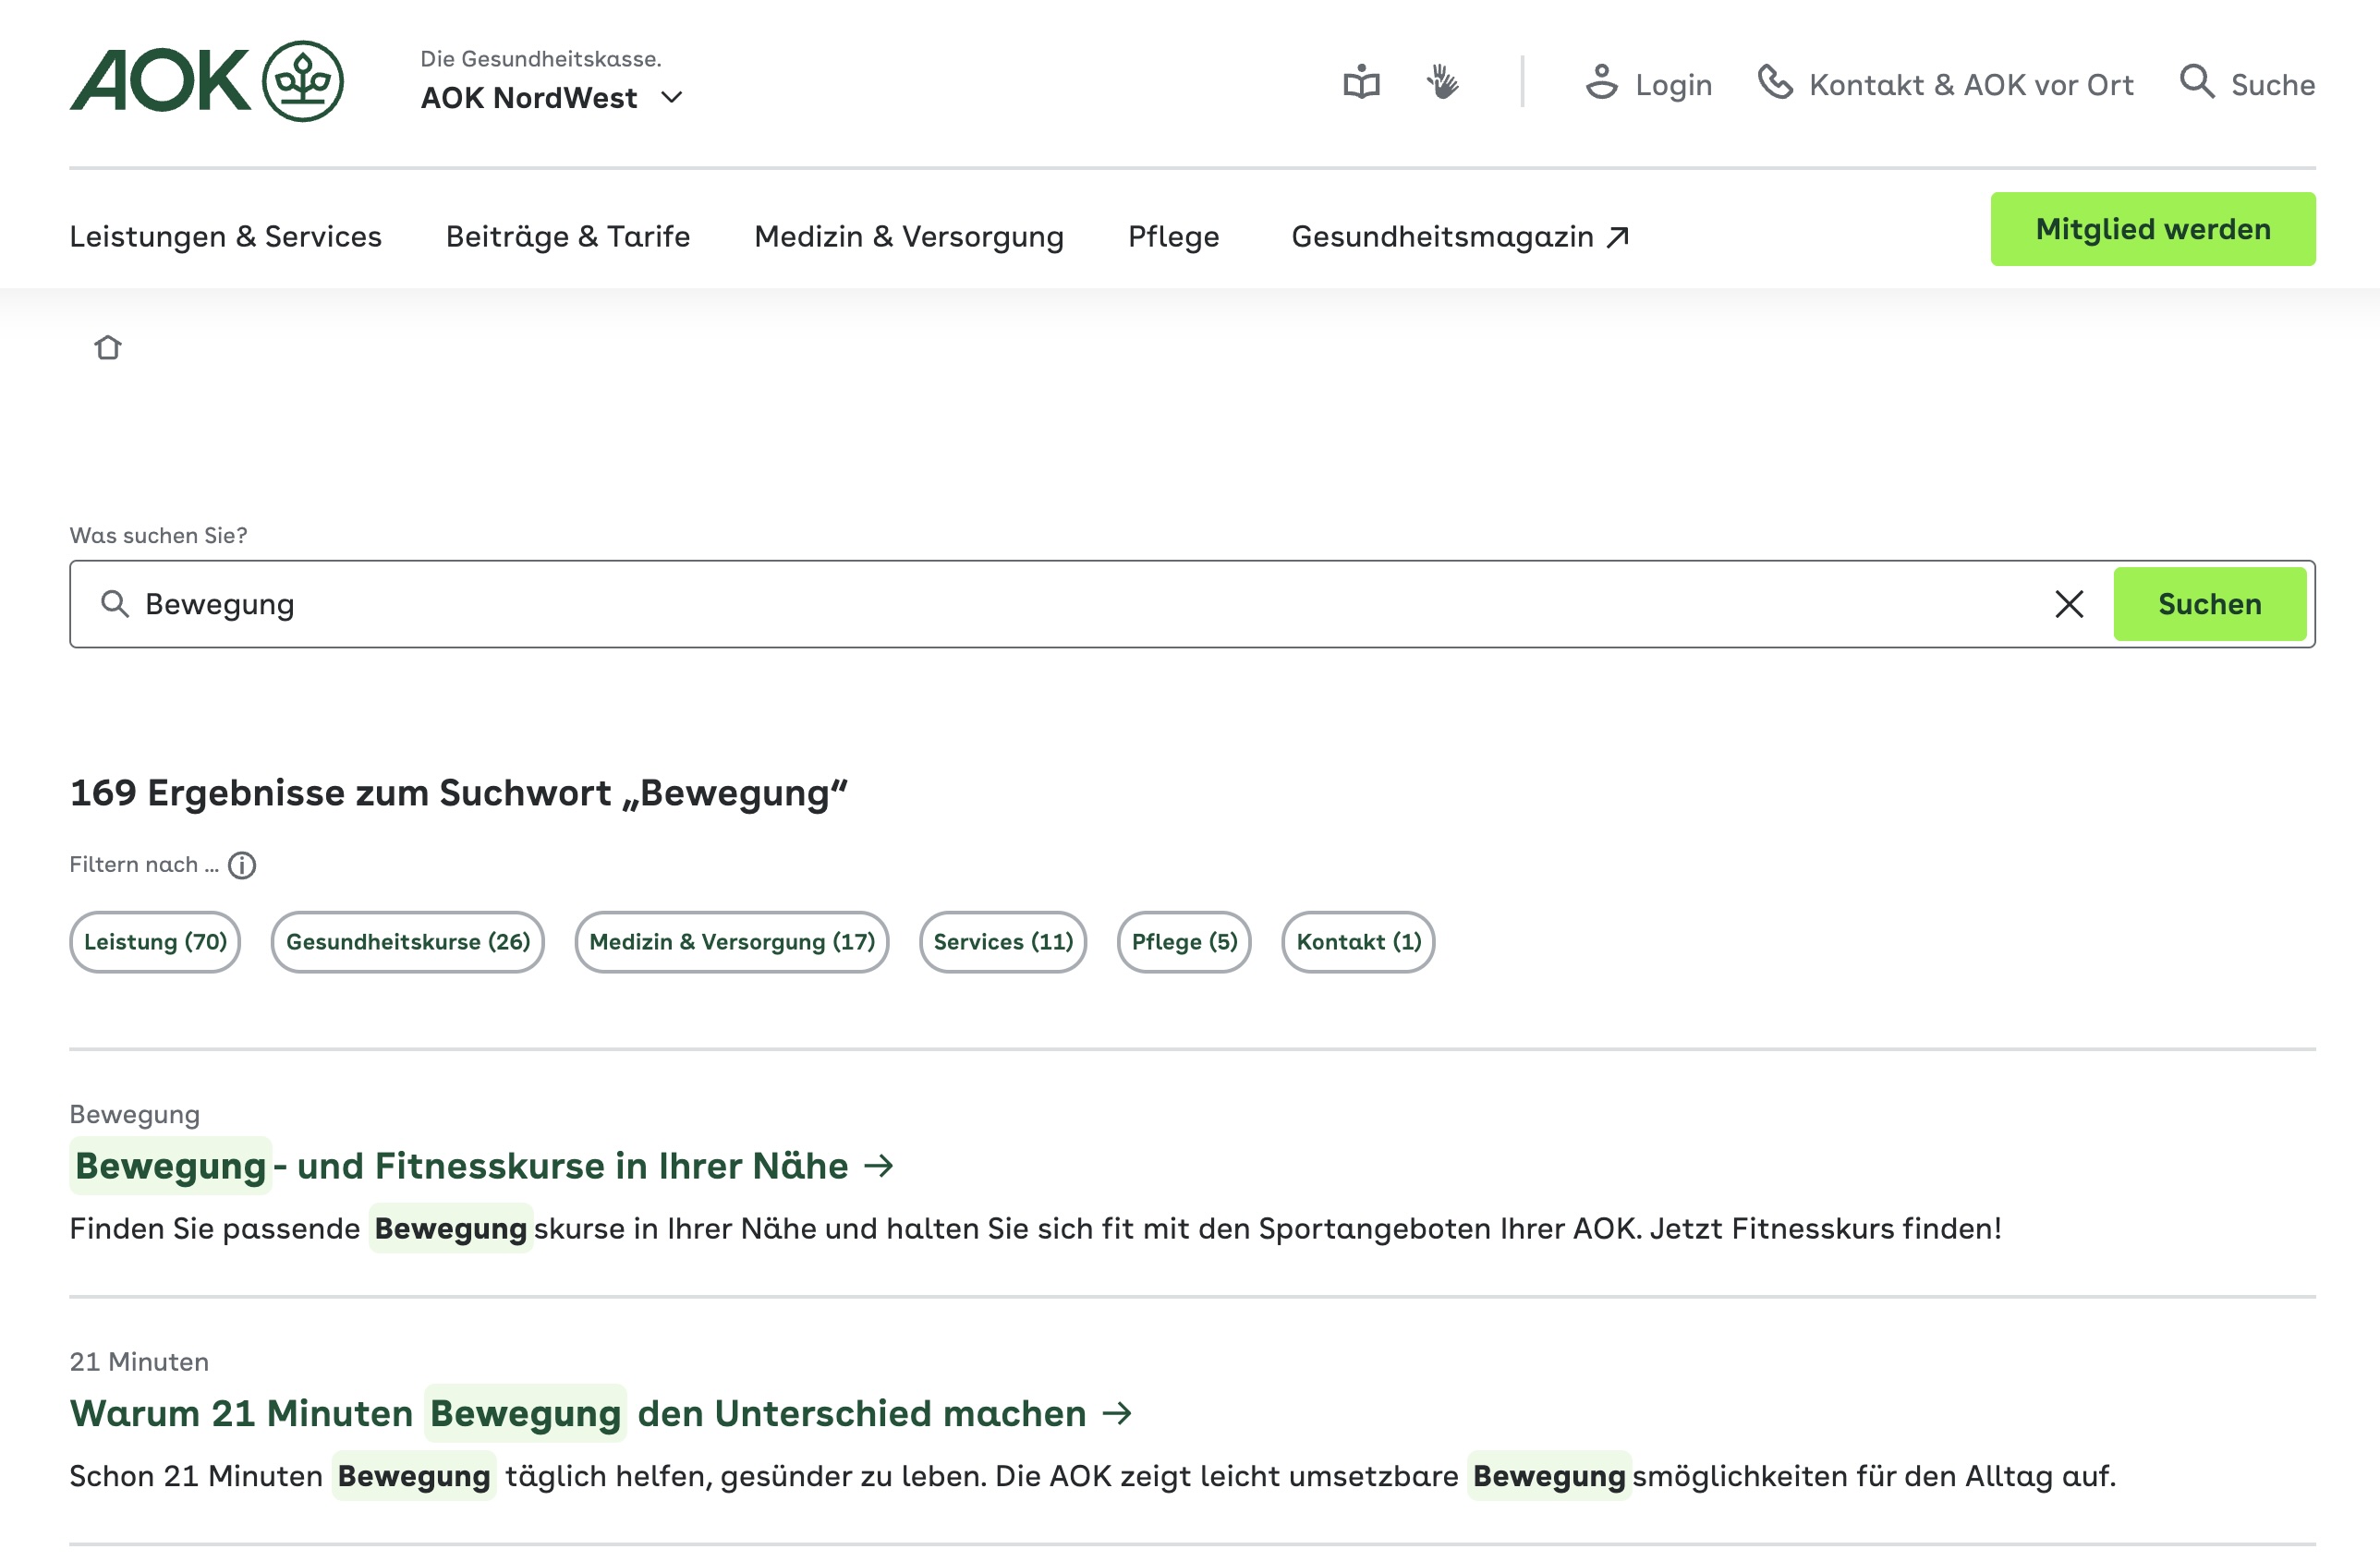 AOK
Die Gesundheitskasse.
AOK NordWest
Login
Kontakt & AOK vor Ort
Suche
Leistungen & Services
Beiträge & Tarife
Medizin & Versorgung
Pflege
Gesundheitsmagazin
Mitglied werden
Was suchen Sie?
Bewegung
Suchen
169 Ergebnisse zum Suchwort „Bewegung“
Filtern nach ...
Leistung (70)
Gesundheitskurse (26)
Medizin & Versorgung (17)
Services (11)
Pflege (5)
Kontakt (1)
Bewegung
Bewegung- und Fitnesskurse in Ihrer Nähe
Finden Sie passende Bewegungskurse in Ihrer Nähe und halten Sie sich fit mit den Sportangeboten Ihrer AOK. Jetzt Fitnesskurs finden!
21 Minuten
Warum 21 Minuten Bewegung den Unterschied machen
Schon 21 Minuten Bewegung täglich helfen, gesünder zu leben. Die AOK zeigt leicht umsetzbare Bewegungsmöglichkeiten für den Alltag auf.